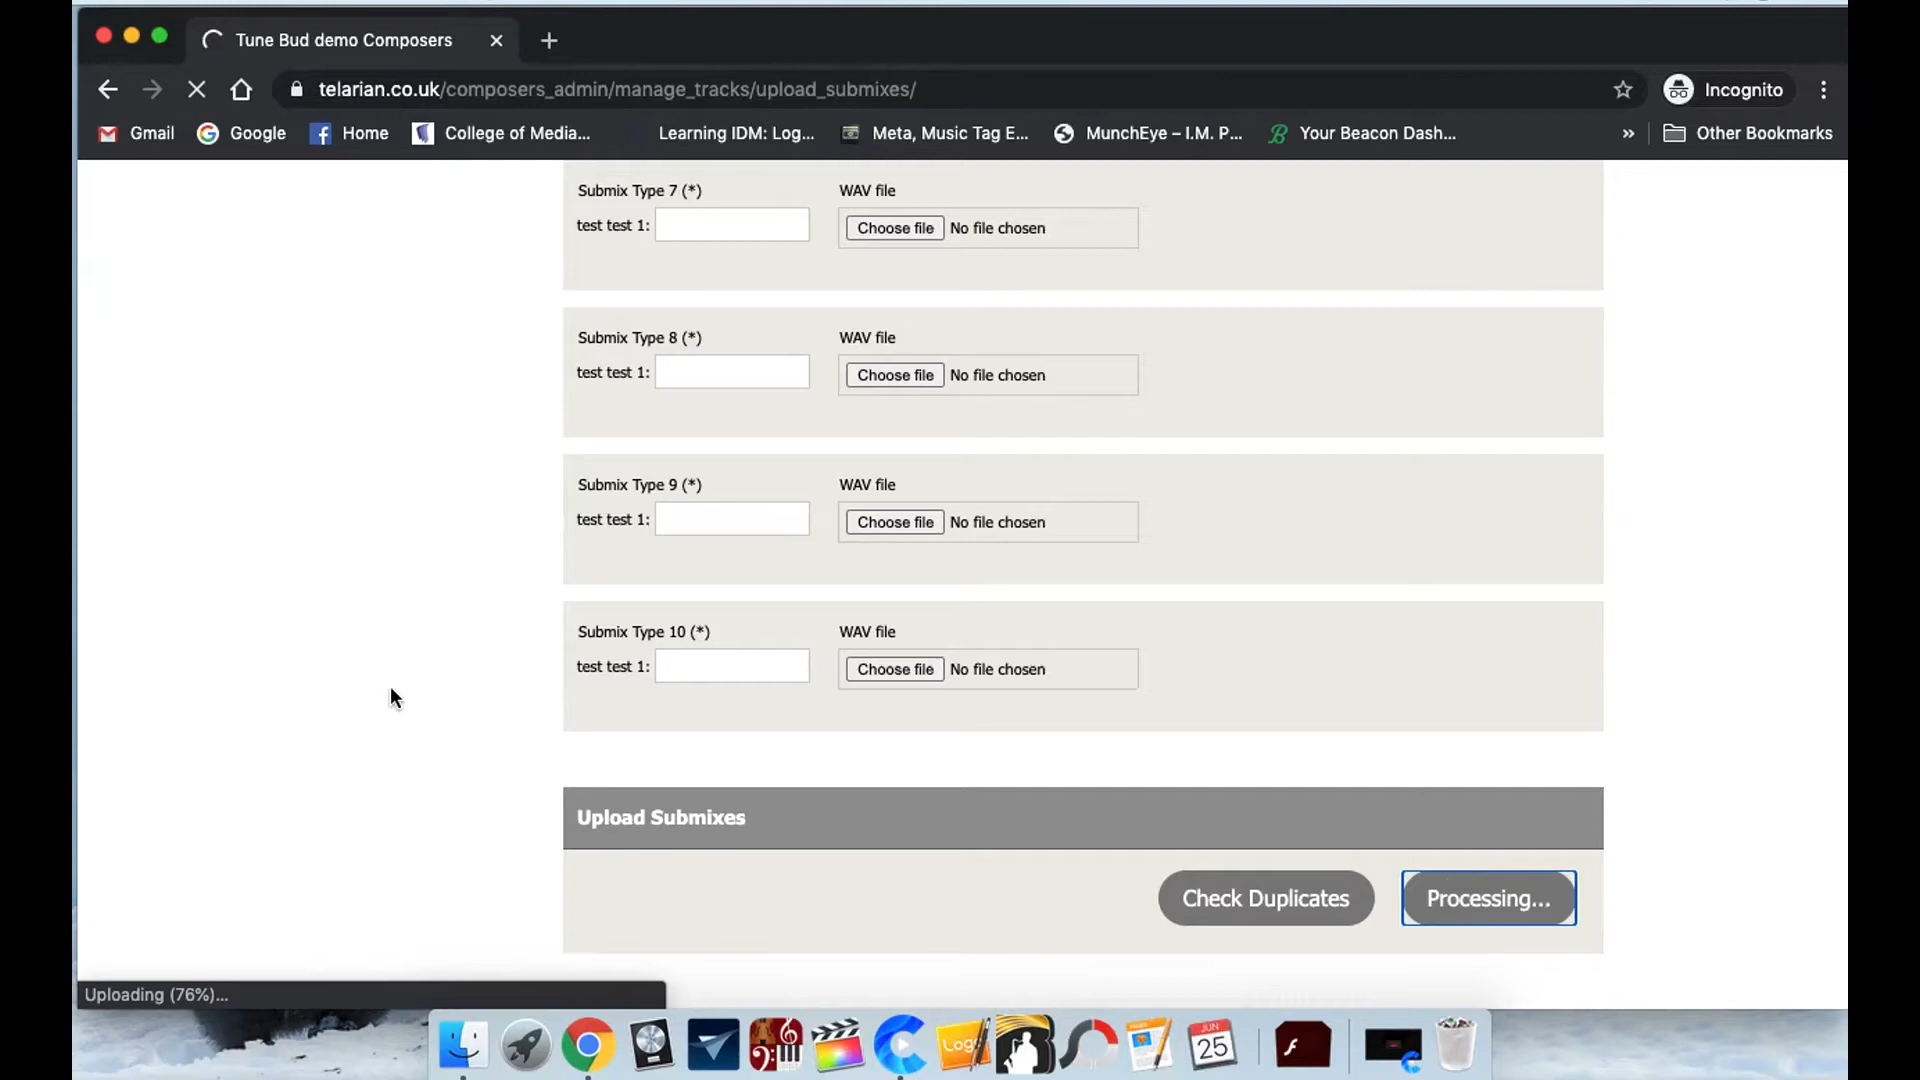 Tune Bud demo Composers
telarian.co.uk/composers_admin/manage_tracks/upload_submixes/
Incognito
Gmail Google Home College of Media... Learning IDM: Log... Meta, Music Tag E... MunchEye – I.M. P... Your Beacon Dash... » Other Bookmarks
Submix Type 7 (*) WAV file
test test 1: Choose file No file chosen
Submix Type 8 (*) WAV file
test test 1: Choose file No file chosen
Submix Type 9 (*) WAV file
test test 1: Choose file No file chosen
Submix Type 10 (*) WAV file
test test 1: Choose file No file chosen
Upload Submixes
Check Duplicates Processing...
Uploading (76%)...
JUN
25